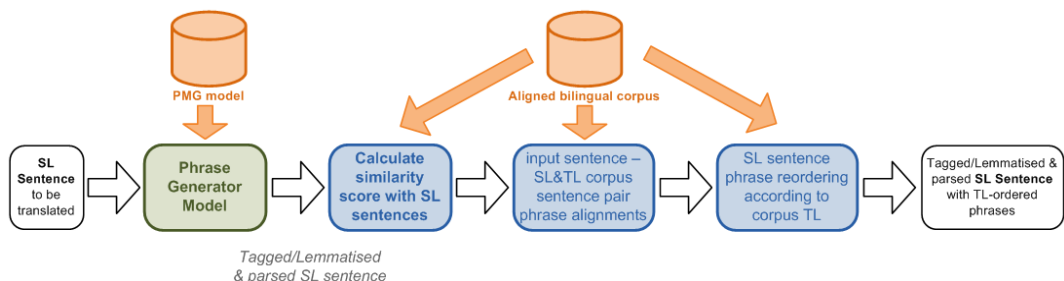 PMG model
Aligned bilingual corpus
SL
Sentence
to be
translated
Phrase
Generator
Model
Calculate
similarity
score with SL
sentences
input sentence –
SL&TL corpus
sentence pair
phrase alignments
SL sentence
phrase reordering
according to
corpus TL
Tagged/Lemmatised &
parsed SL Sentence
with TL-ordered
phrases
Tagged/Lemmatised
& parsed SL sentence